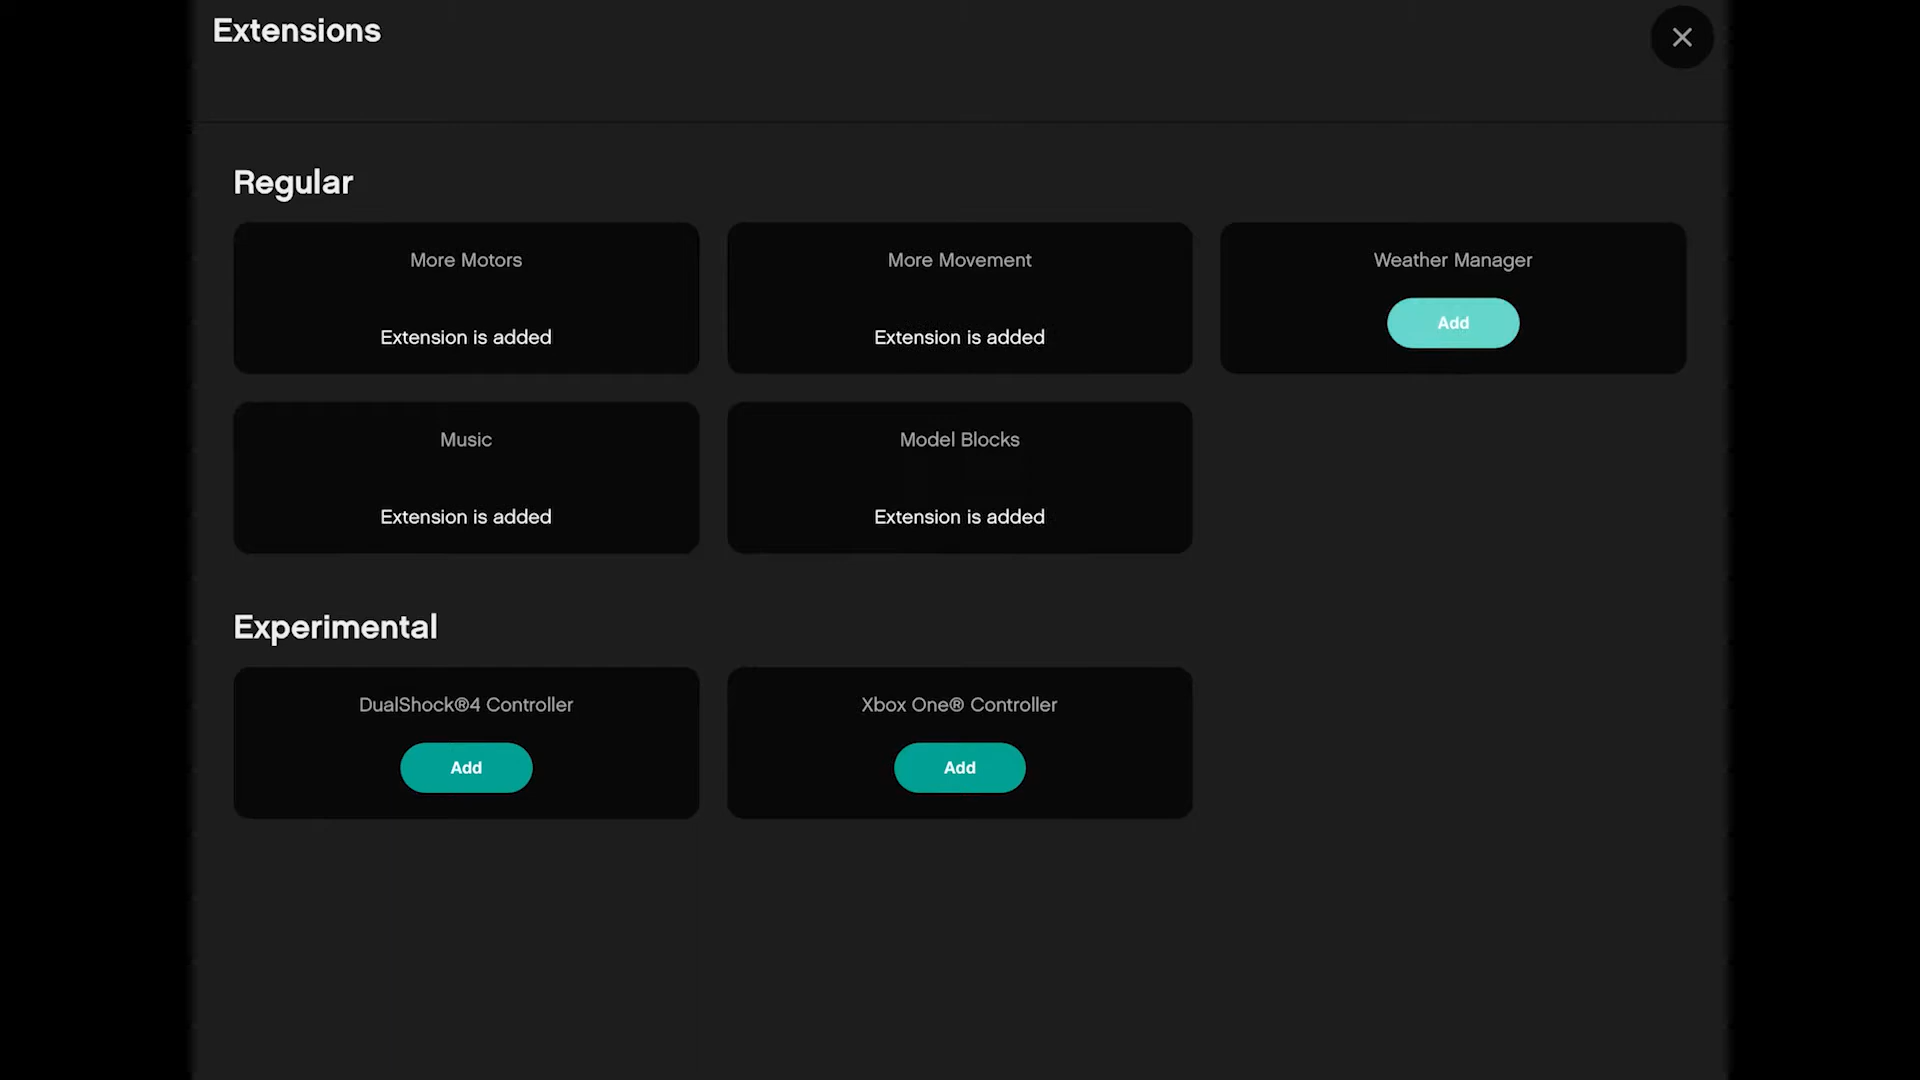 Extensions
Regular
More Motors
Extension is added
More Movement
Extension is added
Weather Manager
Add
Music
Extension is added
Model Blocks
Extension is added
Experimental
DualShock®4 Controller
Add
Xbox One® Controller
Add